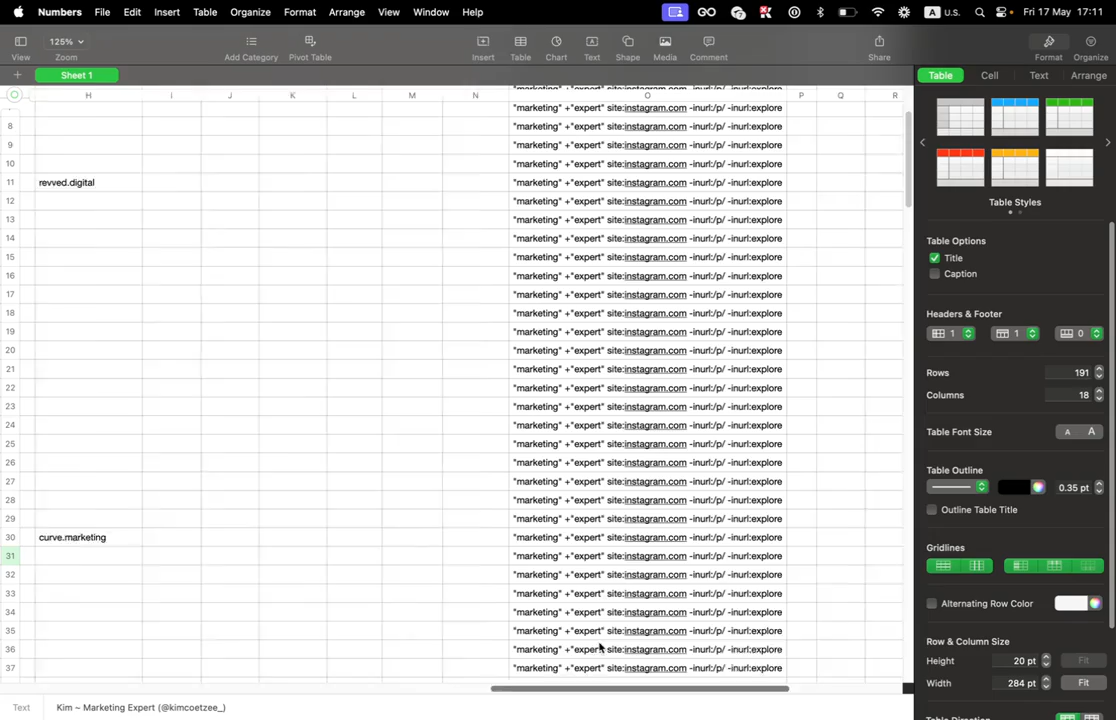 Numbers File Edit Insert Table Organize Format Arrange View Window Help A U.S. Fri 17 May 17:11
125%
View Zoom Add Category Pivot Table Insert Table Chart Text Shape Media Comment Share Format Organize
+ Sheet 1 Table Cell Text Arrange
H I J K L M N O P Q R
"marketing" +"expert" site:instagram.com -inurl:/p/ -inurl:explore
8 "marketing" +"expert" site:instagram.com -inurl:/p/ -inurl:explore
9 "marketing" +"expert" site:instagram.com -inurl:/p/ -inurl:explore
10 "marketing" +"expert" site:instagram.com -inurl:/p/ -inurl:explore
11 revved.digital "marketing" +"expert" site:instagram.com -inurl:/p/ -inurl:explore
12 "marketing" +"expert" site:instagram.com -inurl:/p/ -inurl:explore
13 "marketing" +"expert" site:instagram.com -inurl:/p/ -inurl:explore
14 "marketing" +"expert" site:instagram.com -inurl:/p/ -inurl:explore
15 "marketing" +"expert" site:instagram.com -inurl:/p/ -inurl:explore
16 "marketing" +"expert" site:instagram.com -inurl:/p/ -inurl:explore
17 "marketing" +"expert" site:instagram.com -inurl:/p/ -inurl:explore
18 "marketing" +"expert" site:instagram.com -inurl:/p/ -inurl:explore
19 "marketing" +"expert" site:instagram.com -inurl:/p/ -inurl:explore
20 "marketing" +"expert" site:instagram.com -inurl:/p/ -inurl:explore
21 "marketing" +"expert" site:instagram.com -inurl:/p/ -inurl:explore
22 "marketing" +"expert" site:instagram.com -inurl:/p/ -inurl:explore
23 "marketing" +"expert" site:instagram.com -inurl:/p/ -inurl:explore
24 "marketing" +"expert" site:instagram.com -inurl:/p/ -inurl:explore
25 "marketing" +"expert" site:instagram.com -inurl:/p/ -inurl:explore
26 "marketing" +"expert" site:instagram.com -inurl:/p/ -inurl:explore
27 "marketing" +"expert" site:instagram.com -inurl:/p/ -inurl:explore
28 "marketing" +"expert" site:instagram.com -inurl:/p/ -inurl:explore
29 "marketing" +"expert" site:instagram.com -inurl:/p/ -inurl:explore
30 curve.marketing "marketing" +"expert" site:instagram.com -inurl:/p/ -inurl:explore
31 "marketing" +"expert" site:instagram.com -inurl:/p/ -inurl:explore
32 "marketing" +"expert" site:instagram.com -inurl:/p/ -inurl:explore
33 "marketing" +"expert" site:instagram.com -inurl:/p/ -inurl:explore
34 "marketing" +"expert" site:instagram.com -inurl:/p/ -inurl:explore
35 "marketing" +"expert" site:instagram.com -inurl:/p/ -inurl:explore
36 "marketing" +"expert" site:instagram.com -inurl:/p/ -inurl:explore
37 "marketing" +"expert" site:instagram.com -inurl:/p/ -inurl:explore
Text Kim ~ Marketing Expert (@kimcoetzee_)
Table Styles
Table Options
Title
Caption
Headers & Footer
1 1 0
Rows 191
Columns 18
Table Font Size A A
Table Outline
0.35 pt
Outline Table Title
Gridlines
Alternating Row Color
Row & Column Size
Height 20 pt Fit
Width 284 pt Fit